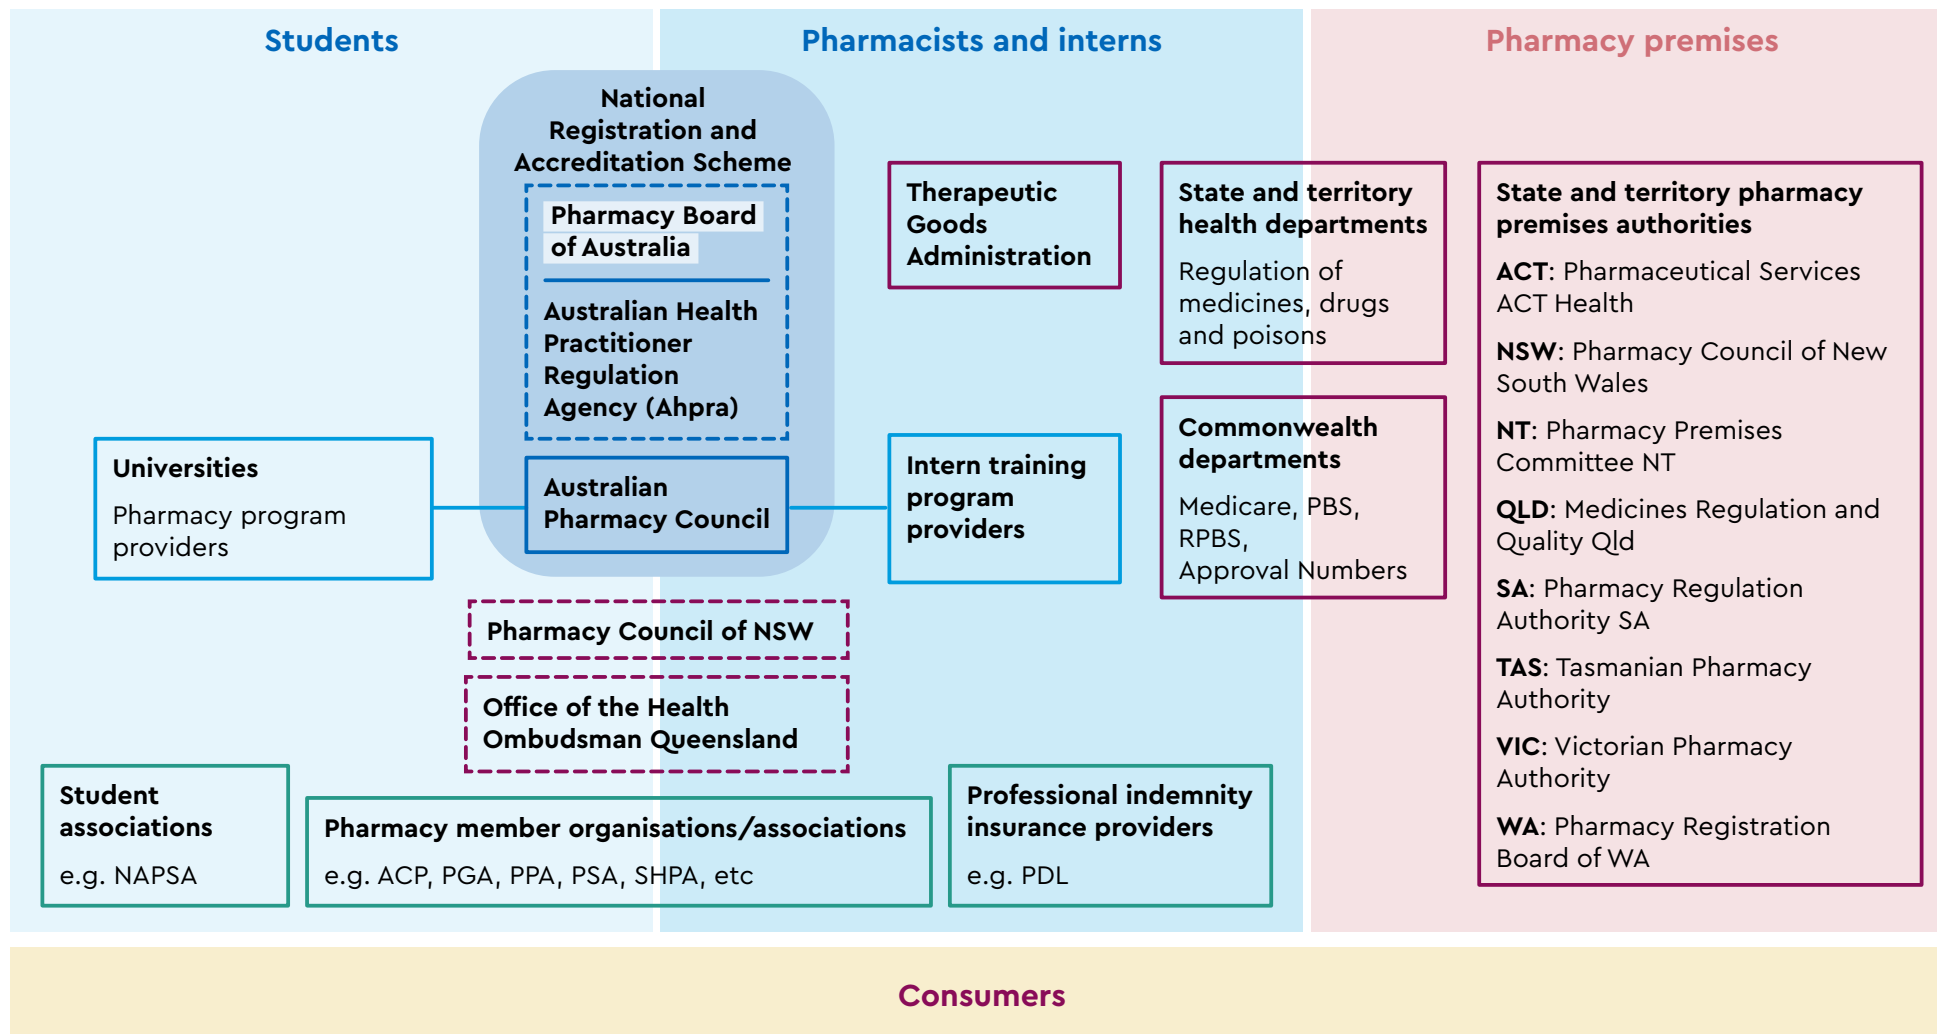 Students
Pharmacists and interns
Pharmacy premises
National
Registration and
Accreditation Scheme
Pharmacy Board
of Australia
Australian Health
Practitioner
Regulation
Agency (Ahpra)
Australian
Pharmacy Council
Universities
Pharmacy program
providers
Intern training
program
providers
Therapeutic
Goods
Administration
State and territory
health departments
Regulation of
medicines, drugs
and poisons
Commonwealth
departments
Medicare, PBS,
RPBS,
Approval Numbers
State and territory pharmacy
premises authorities
ACT: Pharmaceutical Services
ACT Health
NSW: Pharmacy Council of New
South Wales
NT: Pharmacy Premises
Committee NT
QLD: Medicines Regulation and
Quality Qld
SA: Pharmacy Regulation
Authority SA
TAS: Tasmanian Pharmacy
Authority
VIC: Victorian Pharmacy
Authority
WA: Pharmacy Registration
Board of WA
Pharmacy Council of NSW
Office of the Health
Ombudsman Queensland
Student
associations
e.g. NAPSA
Pharmacy member organisations/associations
e.g. ACP, PGA, PPA, PSA, SHPA, etc
Professional indemnity
insurance providers
e.g. PDL
Consumers